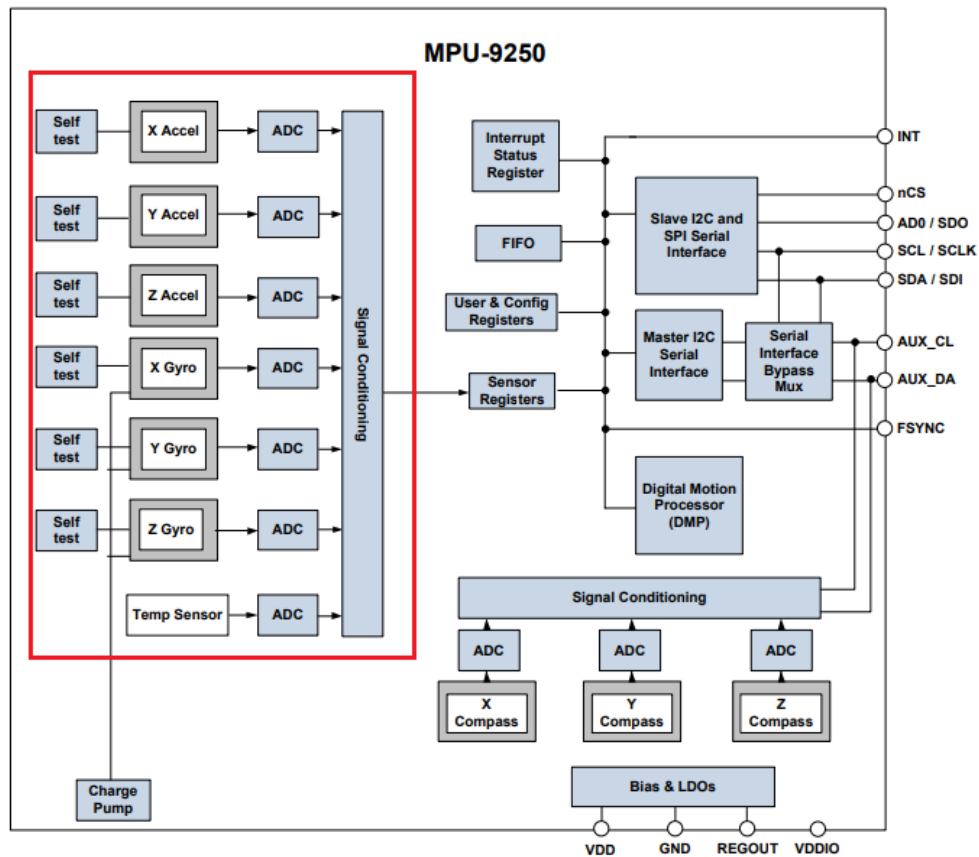 MPU-9250
Self
test
X Accel
ADC
Self
test
Y Accel
ADC
Self
test
Z Accel
ADC
Self
test
X Gyro
ADC
Self
test
Y Gyro
ADC
Self
test
Z Gyro
ADC
Temp Sensor
ADC
Signal Conditioning
Charge
Pump
Interrupt
Status
Register
FIFO
User & Config
Registers
Sensor
Registers
Slave I2C and
SPI Serial
Interface
Master I2C
Serial
Interface
Serial
Interface
Bypass
Mux
Digital Motion
Processor
(DMP)
INT
nCS
AD0 / SDO
SCL / SCLK
SDA / SDI
AUX_CL
AUX_DA
FSYNC
Signal Conditioning
ADC
ADC
ADC
X
Compass
Y
Compass
Z
Compass
Bias & LDOs
VDD
GND
REGOUT
VDDIO